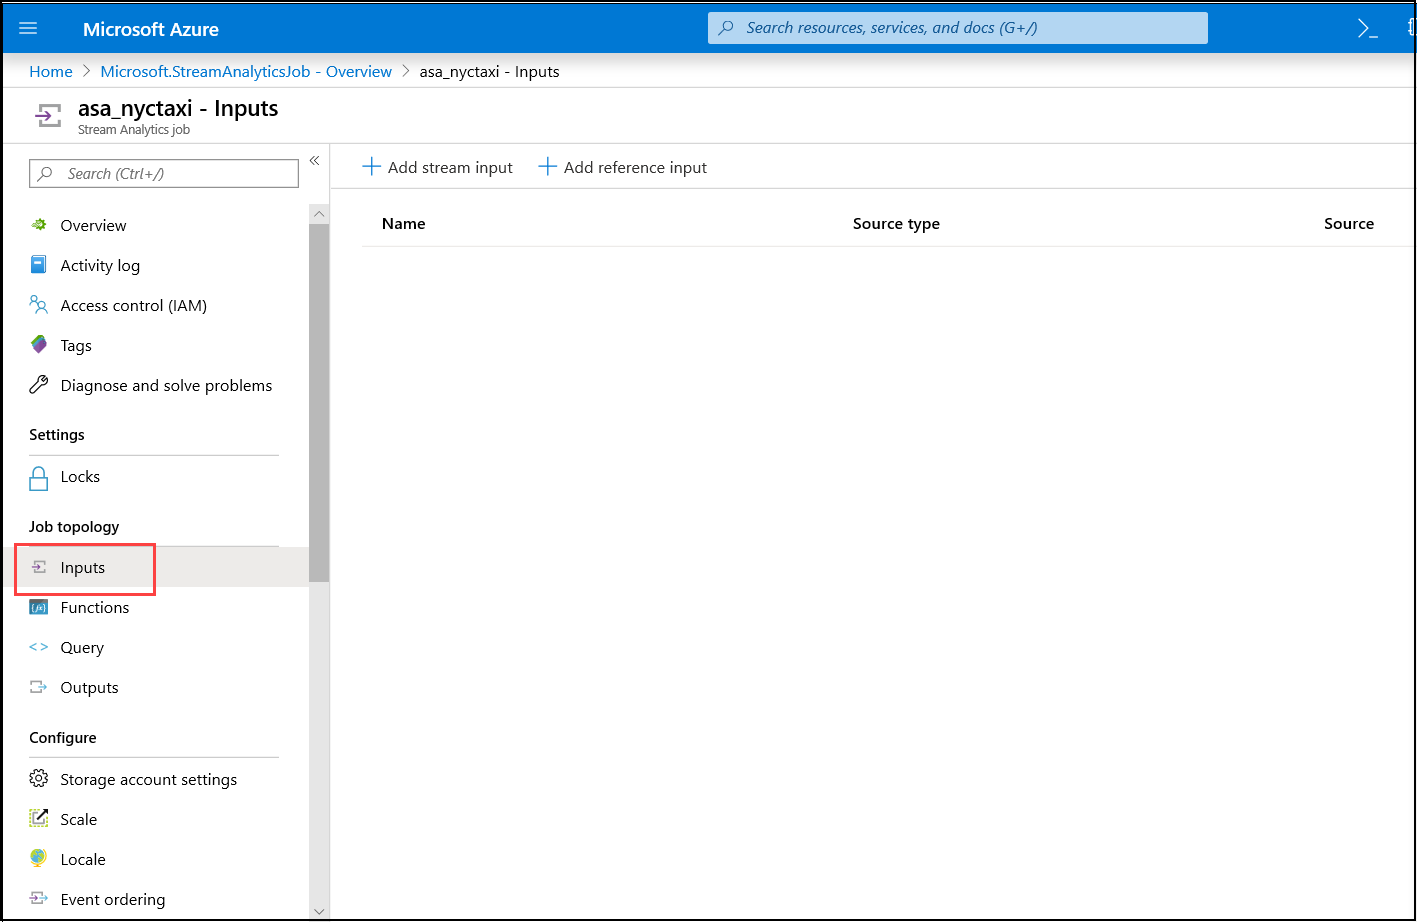 Microsoft Azure
Search resources, services, and docs (G+/)
Home > Microsoft.StreamAnalyticsJob - Overview > asa_nyctaxi - Inputs
asa_nyctaxi - Inputs
Stream Analytics job
Search (Ctrl+/)
«
Add stream input
Add reference input
Name
Source type
Source
Overview
Activity log
Access control (IAM)
Tags
Diagnose and solve problems
Settings
Locks
Job topology
Inputs
Functions
Query
Outputs
Configure
Storage account settings
Scale
Locale
Event ordering